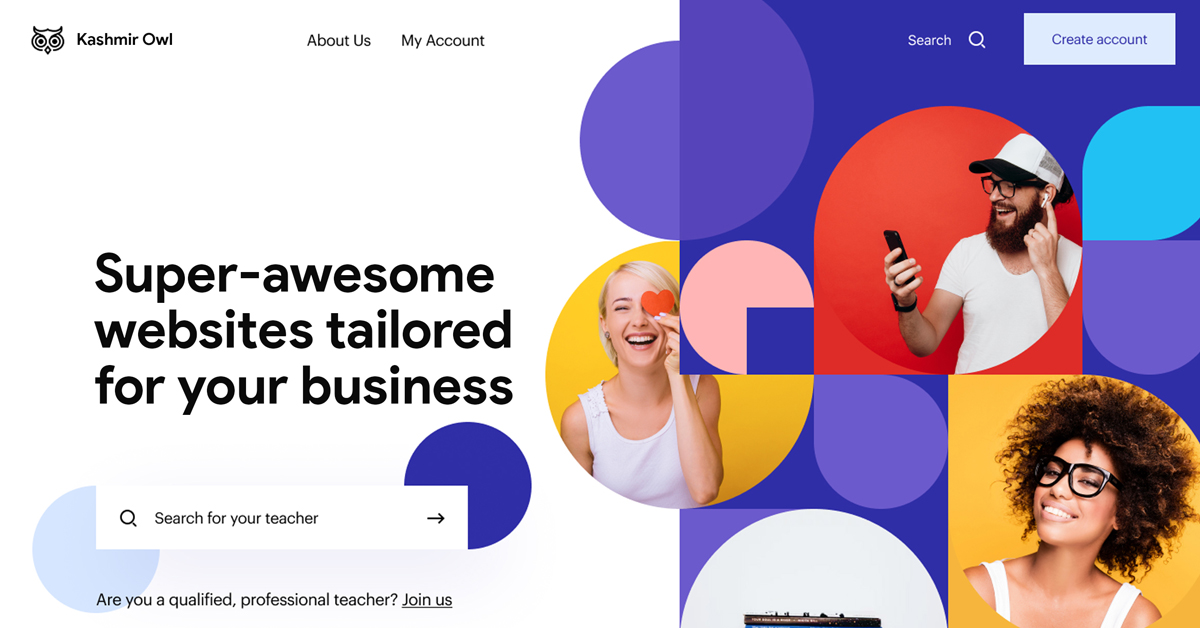 Kashmir Owl
About Us
My Account
Search
Create account
Super-awesome
websites tailored
for your business
Search for your teacher
Are you a qualified, professional teacher? Join us